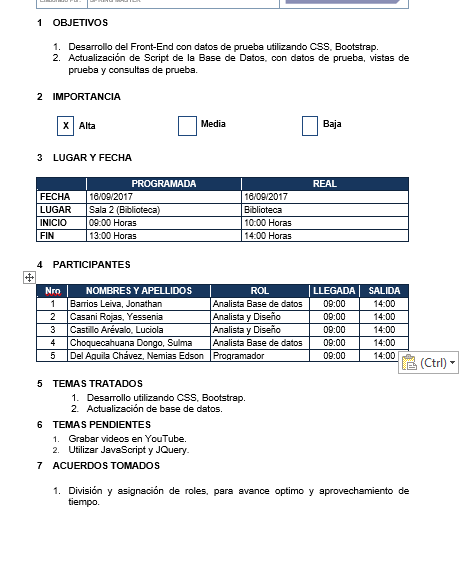 Elaborado Por: SPRING MASTER
1 OBJETIVOS
1. Desarrollo del Front-End con datos de prueba utilizando CSS, Bootstrap.
2. Actualización de Script de la Base de Datos, con datos de prueba, vistas de
prueba y consultas de prueba.
2 IMPORTANCIA
X Alta Media Baja
3 LUGAR Y FECHA
PROGRAMADA REAL
FECHA 16/09/2017 16/09/2017
LUGAR Sala 2 (Biblioteca) Biblioteca
INICIO 09:00 Horas 10:00 Horas
FIN 13:00 Horas 14:00 Horas
4 PARTICIPANTES
Nro NOMBRES Y APELLIDOS ROL LLEGADA SALIDA
1 Barrios Leiva, Jonathan Analista Base de datos 09:00 14:00
2 Casani Rojas, Yessenia Analista y Diseño 09:00 14:00
3 Castillo Arévalo, Luciola Analista y Diseño 09:00 14:00
4 Choquecahuana Dongo, Sulma Analista Base de datos 09:00 14:00
5 Del Aguila Chávez, Nemias Edson Programador 09:00 14:00
(Ctrl)
5 TEMAS TRATADOS
1. Desarrollo utilizando CSS, Bootstrap.
2. Actualización de base de datos.
6 TEMAS PENDIENTES
1. Grabar videos en YouTube.
2. Utilizar JavaScript y JQuery.
7 ACUERDOS TOMADOS
1. División y asignación de roles, para avance optimo y aprovechamiento de
tiempo.